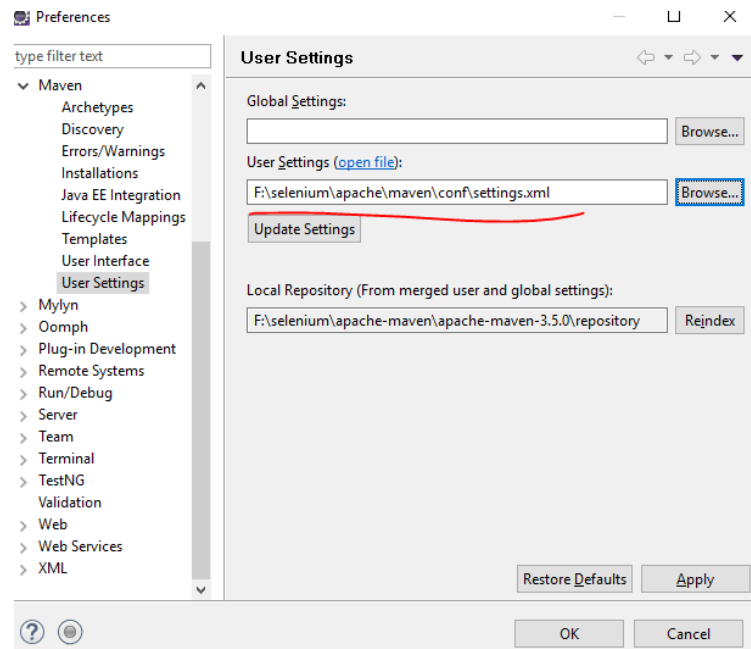 Preferences
type filter text
User Settings
Maven
Archetypes
Discovery
Errors/Warnings
Installations
Java EE Integration
Lifecycle Mappings
Templates
User Interface
User Settings
Mylyn
Oomph
Plug-in Development
Remote Systems
Run/Debug
Server
Team
Terminal
TestNG
Validation
Web
Web Services
XML
Global Settings:
Browse...
User Settings (open file):
F:\selenium\apache\maven\conf\settings.xml
Browse...
Update Settings
Local Repository (From merged user and global settings):
F:\selenium\apache-maven\apache-maven-3.5.0\repository
Reindex
Restore Defaults
Apply
?
OK
Cancel